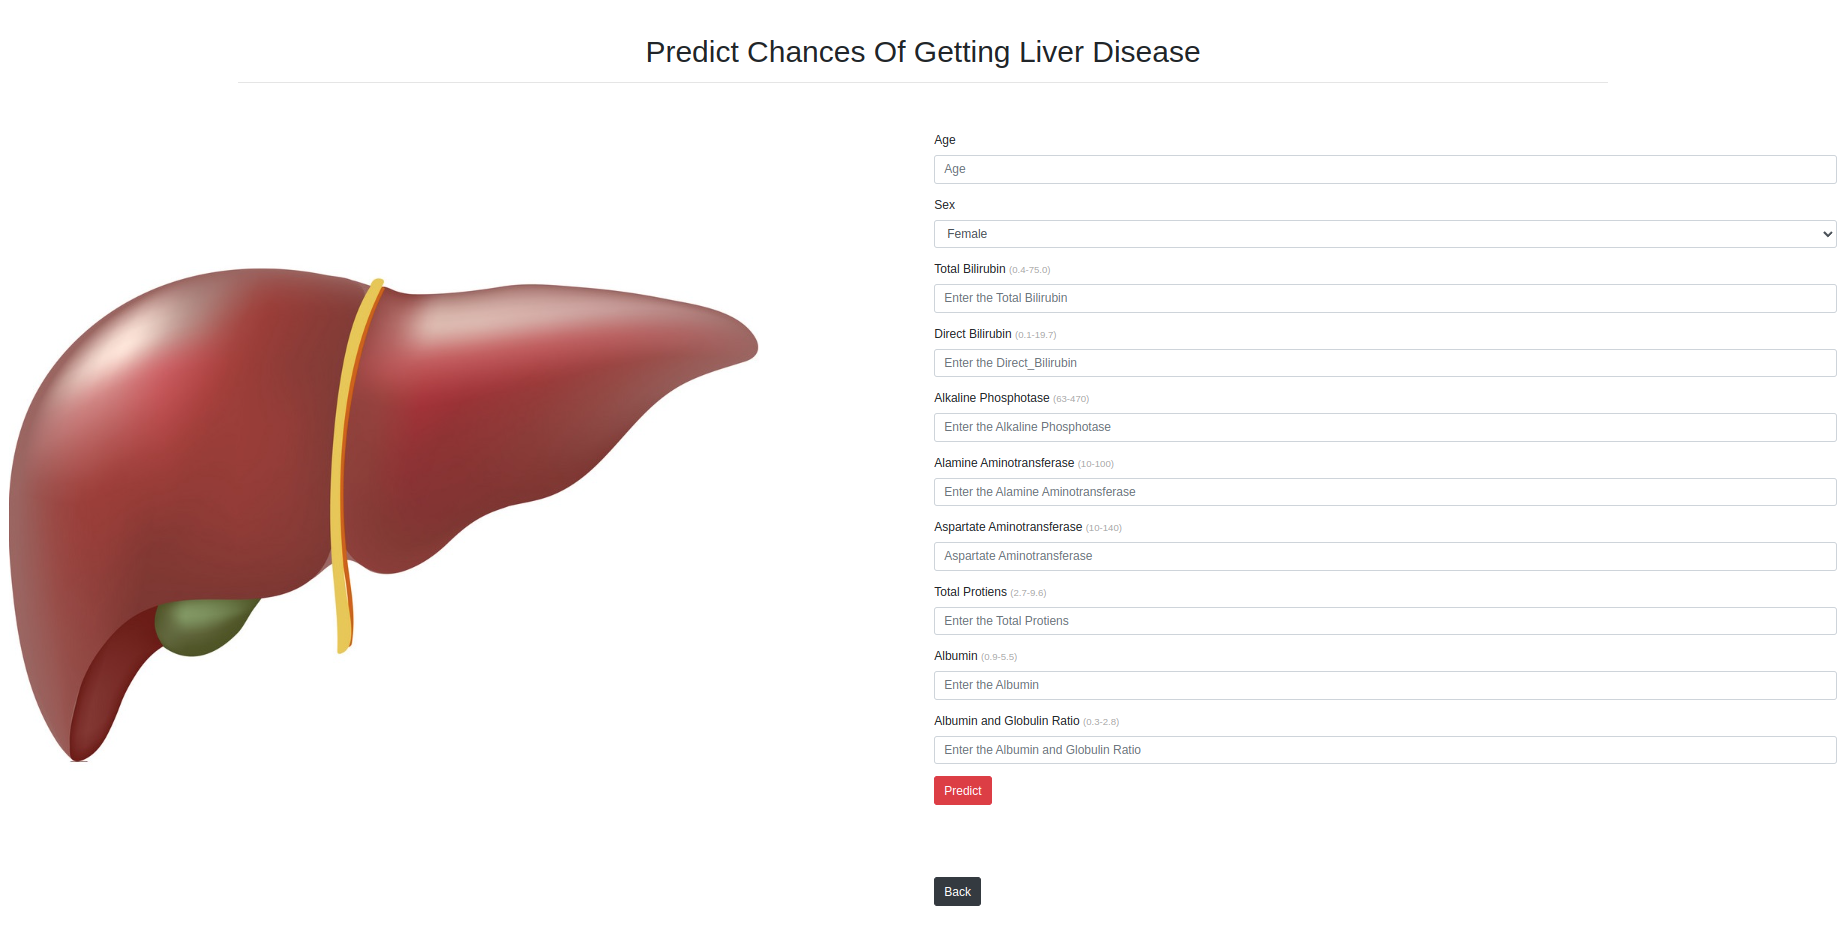 Predict Chances Of Getting Liver Disease
Age
Age
Sex
Female
Total Bilirubin (0.4-75.0)
Enter the Total Bilirubin
Direct Bilirubin (0.1-19.7)
Enter the Direct_Bilirubin
Alkaline Phosphotase (63-470)
Enter the Alkaline Phosphotase
Alamine Aminotransferase (10-100)
Enter the Alamine Aminotransferase
Aspartate Aminotransferase (10-140)
Aspartate Aminotransferase
Total Protiens (2.7-9.6)
Enter the Total Protiens
Albumin (0.9-5.5)
Enter the Albumin
Albumin and Globulin Ratio (0.3-2.8)
Enter the Albumin and Globulin Ratio
Predict
Back